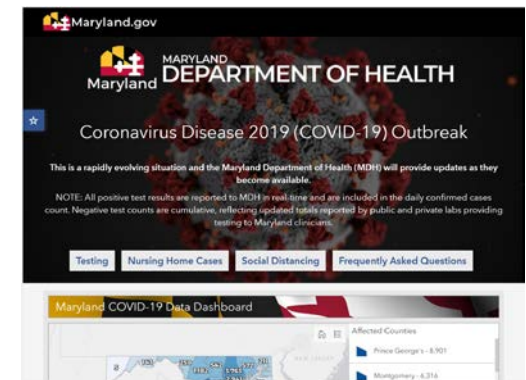 Maryland.gov
Maryland
MARYLAND
DEPARTMENT OF HEALTH
Coronavirus Disease 2019 (COVID-19) Outbreak
This is a rapidly evolving situation and the Maryland Department of Health (MDH) will provide updates as they
become available.
NOTE: All positive test results are reported to MDH in real-time and are included in the daily confirmed cases
count. Negative test counts are cumulative, reflecting updated totals reported by public and private labs providing
testing to Maryland clinicians.
Testing
Nursing Home Cases
Social Distancing
Frequently Asked Questions
Maryland COVID-19 Data Dashboard
Affected Counties
Prince George's - 8,901
Montgomery - 6,316
NEW JERSEY